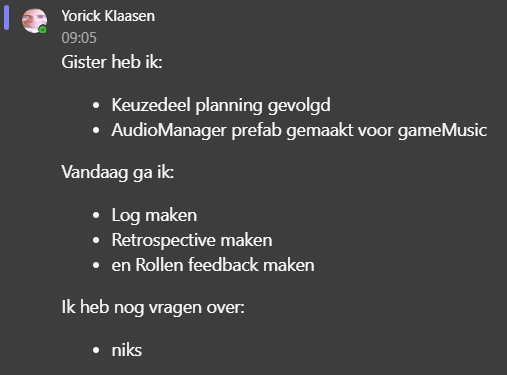 Yorick Klaasen
09:05
Gister heb ik:
• Keuzedeel planning gevolgd
• AudioManager prefab gemaakt voor gameMusic
Vandaag ga ik:
• Log maken
• Retrospective maken
• en Rollen feedback maken
Ik heb nog vragen over:
• niks